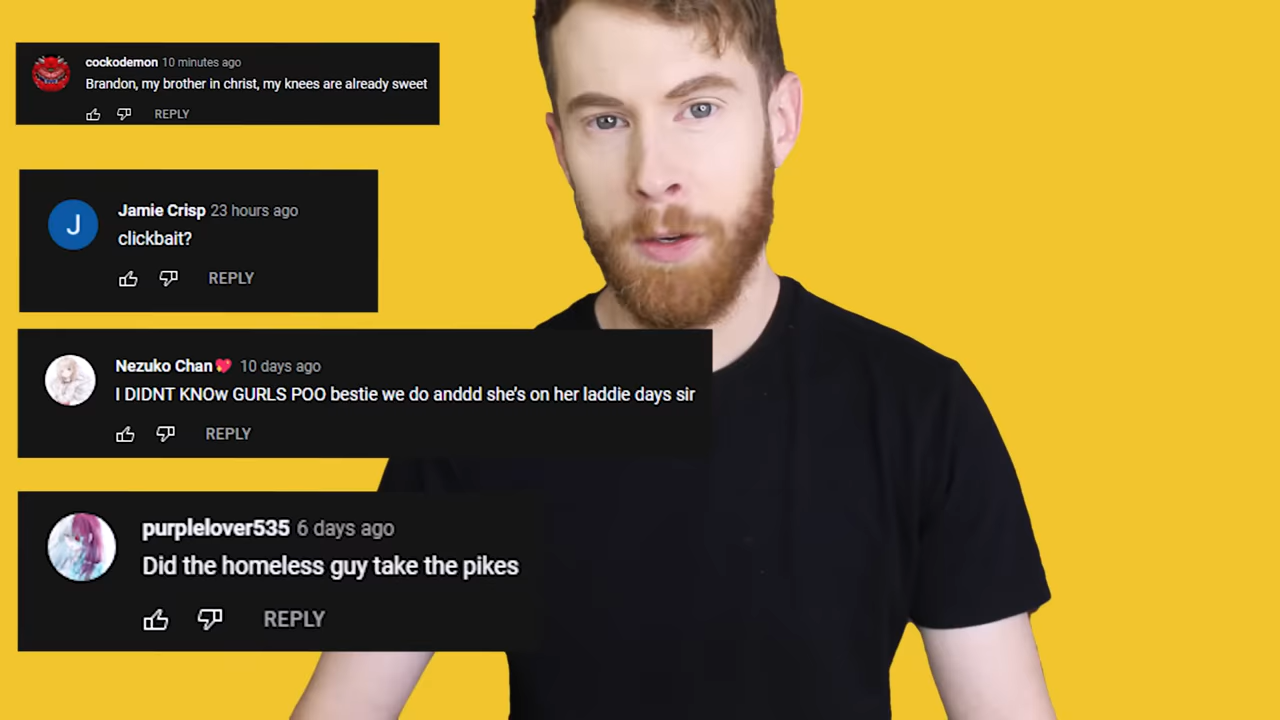 cockodemon 10 minutes ago
Brandon, my brother in christ, my knees are already sweet
REPLY
J
Jamie Crisp 23 hours ago
clickbait?
REPLY
Nezuko Chan💖 10 days ago
I DIDNT KNOw GURLS POO bestie we do anddd she's on her laddie days sir
REPLY
purplelover535 6 days ago
Did the homeless guy take the pikes
REPLY